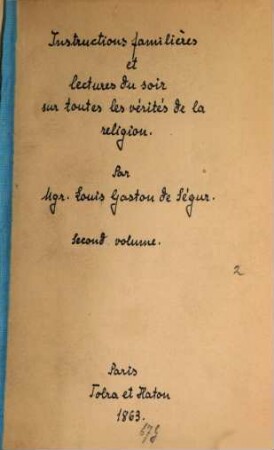 Instructions familières
et
lectures du soir
sur toutes les vérités de la
religion.
Par
Mgr. Louis Gaston de Ségur.
Second volume.
2
Paris
Tolra et Haton
1863.